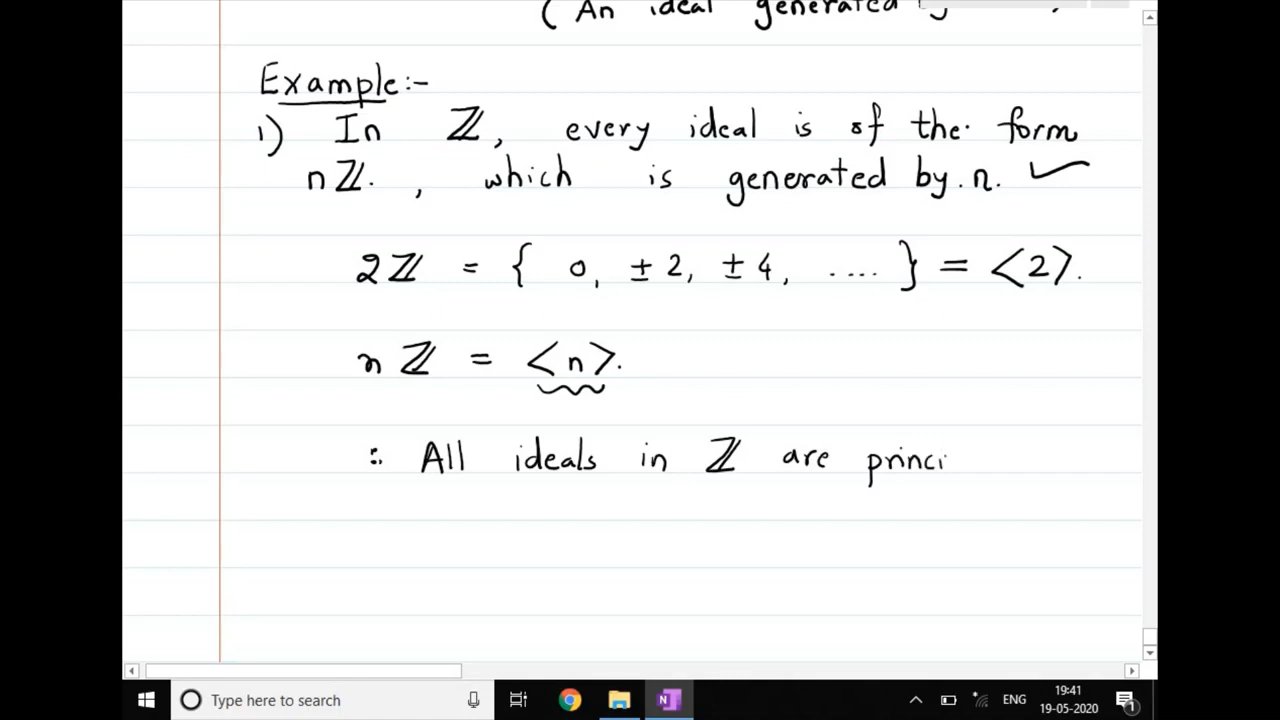 ( An ideal generated by
Example:-
1) In ℤ, every ideal is of the form
nℤ. , which is generated by n.
2ℤ = { 0, ± 2, ± 4, .... } = <2>.
nℤ = <n>.
∴ All ideals in ℤ are princi
Type here to search
ENG
19:41
19-05-2020
1